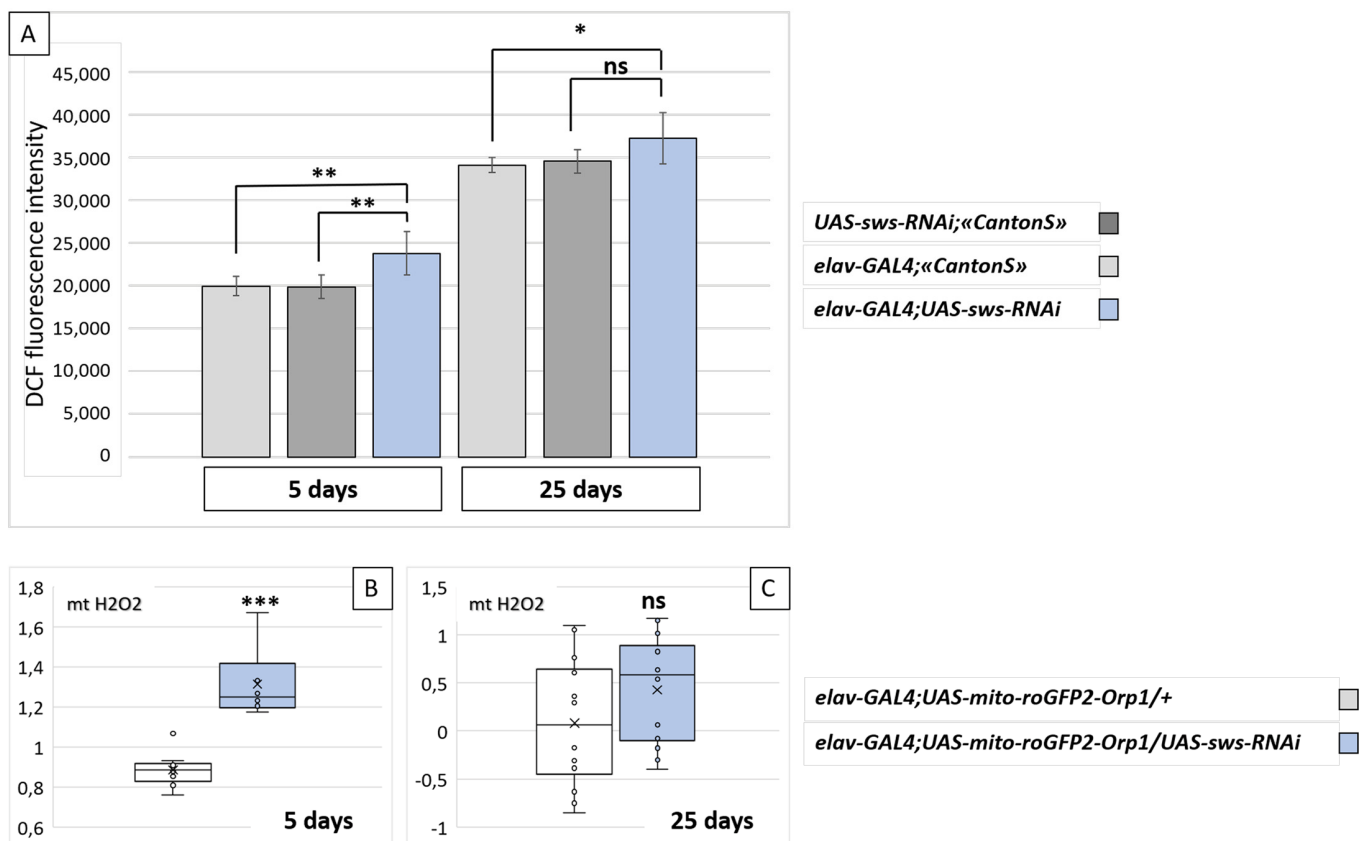 A
DCF fluorescence intensity
45,000
40,000
35,000
30,000
25,000
20,000
15,000
10,000
5,000
0
**
**
*
ns
5 days
25 days
UAS-sws-RNAi;«CantonS»
elav-GAL4;«CantonS»
elav-GAL4;UAS-sws-RNAi
B
mt H2O2
***
1,8
1,6
1,4
1,2
1
0,8
0,6
5 days
C
mt H2O2
ns
1,5
1
0,5
0
-0,5
-1
25 days
elav-GAL4;UAS-mito-roGFP2-Orp1/+
elav-GAL4;UAS-mito-roGFP2-Orp1/UAS-sws-RNAi